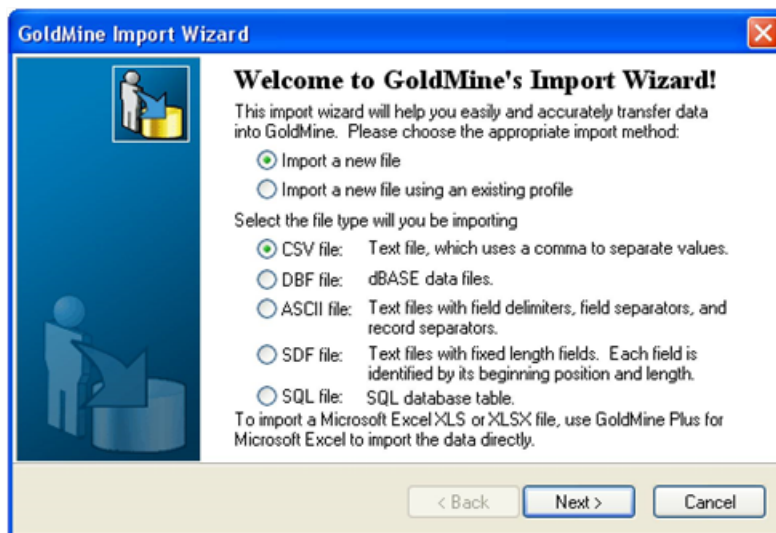 GoldMine Import Wizard
Welcome to GoldMine's Import Wizard!
This import wizard will help you easily and accurately transfer data
into GoldMine. Please choose the appropriate import method:
Import a new file
Import a new file using an existing profile
Select the file type will you be importing
CSV file: Text file, which uses a comma to separate values.
DBF file: dBASE data files.
ASCII file: Text files with field delimiters, field separators, and
record separators.
SDF file: Text files with fixed length fields. Each field is
identified by its beginning position and length.
SQL file: SQL database table.
To import a Microsoft Excel XLS or XLSX file, use GoldMine Plus for
Microsoft Excel to import the data directly.
< Back Next > Cancel